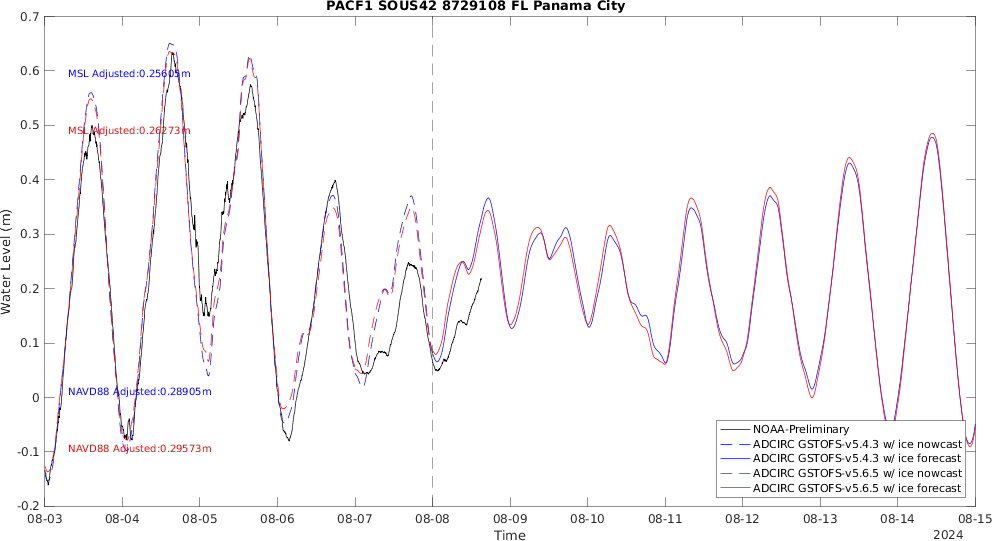 PACF1 SOUS42 8729108 FL Panama City
0.7
0.6
0.5
0.4
0.3
0.2
0.1
0
-0.1
-0.2
Water Level (m)
MSL Adjusted:0.25605m
MSL Adjusted:0.26273m
NAVD88 Adjusted:0.28905m
NAVD88 Adjusted:0.29573m
NOAA-Preliminary
ADCIRC GSTOFS-v5.4.3 w/ ice nowcast
ADCIRC GSTOFS-v5.4.3 w/ ice forecast
ADCIRC GSTOFS-v5.6.5 w/ ice nowcast
ADCIRC GSTOFS-v5.6.5 w/ ice forecast
08-03 08-04 08-05 08-06 08-07 08-08 08-09 08-10 08-11 08-12 08-13 08-14 08-15
Time
2024